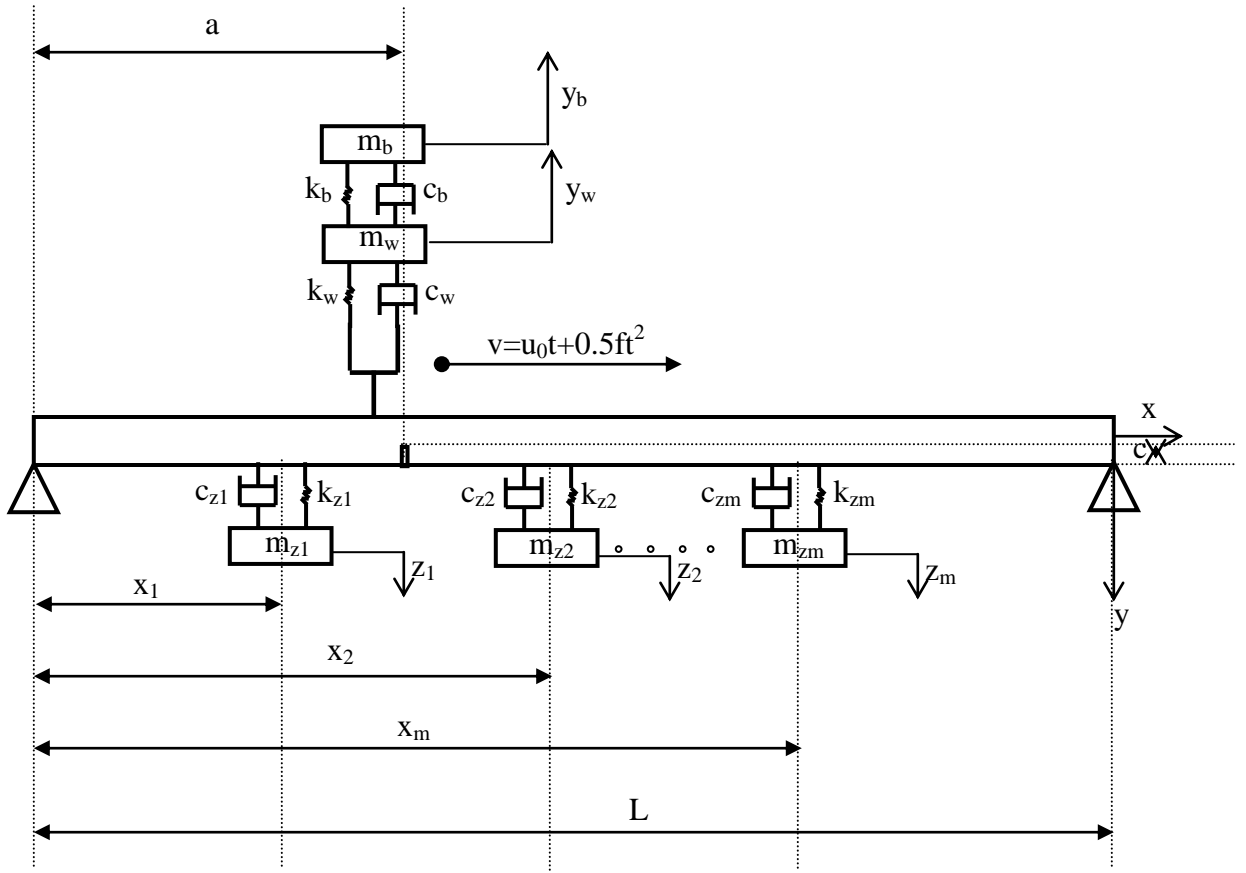 a
y_b
m_b
k_b
c_b
y_w
m_w
k_w
c_w
v=u_0t+0.5ft^2
x
c
c_z1
k_z1
c_z2
k_z2
c_zm
k_zm
m_z1
m_z2
m_zm
z_1
z_2
z_m
x_1
y
x_2
x_m
L